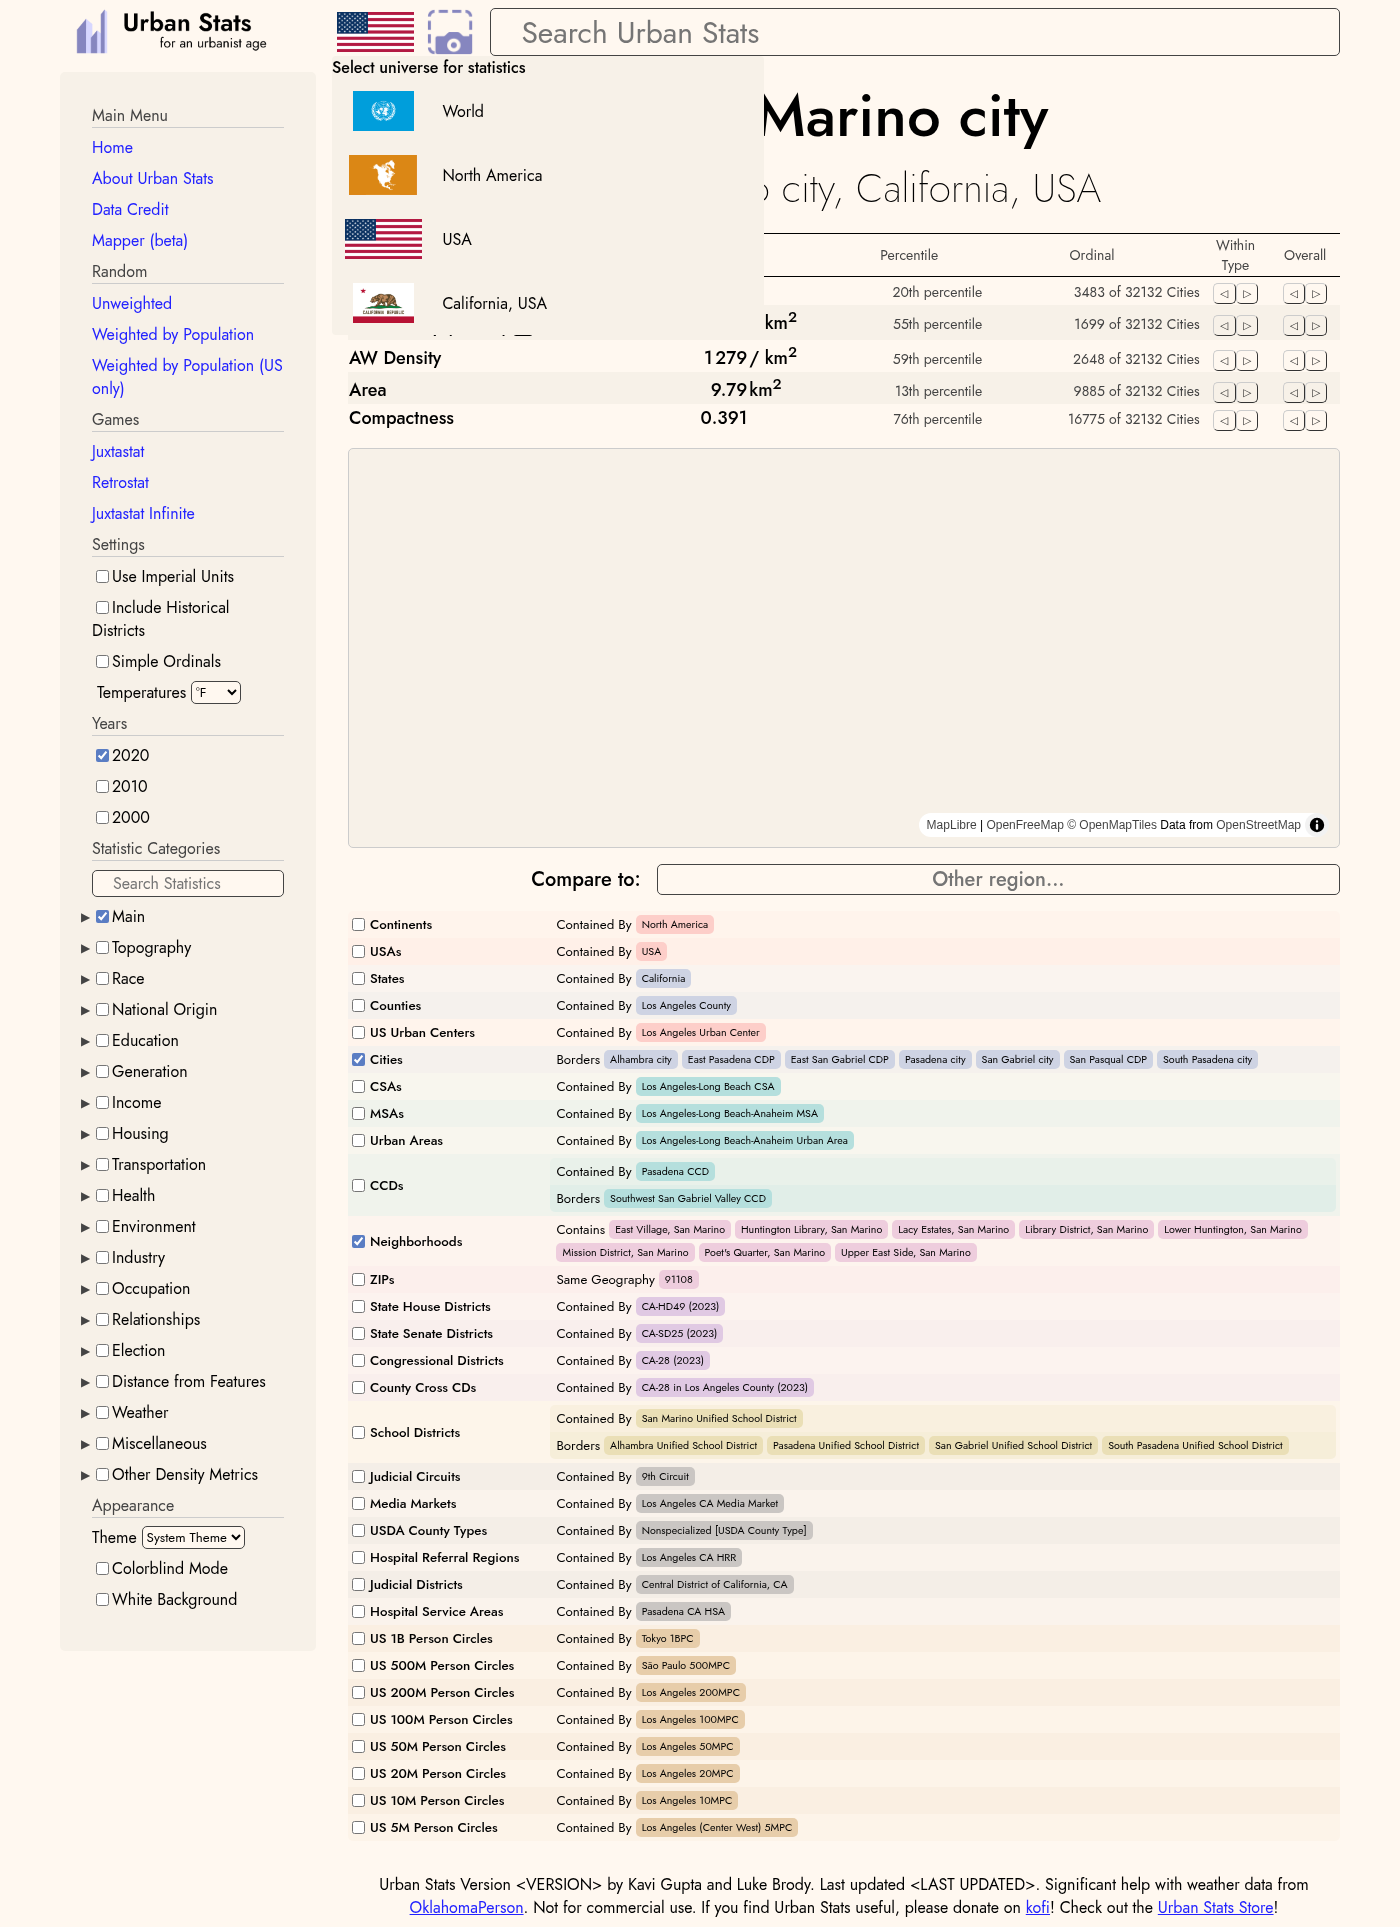 Urban Stats
for an urbanist age
Search Urban Stats
Select universe for statistics
World
North America
USA
California, USA
CALIFORNIA REPUBLIC
Marino city
city, California, USA
Main Menu
Home
About Urban Stats
Data Credit
Mapper (beta)
Random
Unweighted
Weighted by Population
Weighted by Population (US
only)
Games
Juxtastat
Retrostat
Juxtastat Infinite
Settings
Use Imperial Units
Include Historical
Districts
Simple Ordinals
Temperatures °F
Years
2020
2010
2000
Statistic Categories
Search Statistics
Main
Topography
Race
National Origin
Education
Generation
Income
Housing
Transportation
Health
Environment
Industry
Occupation
Relationships
Election
Distance from Features
Weather
Miscellaneous
Other Density Metrics
Appearance
Theme System Theme
Colorblind Mode
White Background
Percentile Ordinal Within Type Overall
20th percentile 3483 of 32132 Cities
km² 55th percentile 1699 of 32132 Cities
AW Density 1 279 / km² 59th percentile 2648 of 32132 Cities
Area 9.79 km² 13th percentile 9885 of 32132 Cities
Compactness 0.391 76th percentile 16775 of 32132 Cities
MapLibre | OpenFreeMap © OpenMapTiles Data from OpenStreetMap
Compare to: Other region...
Continents Contained By North America
USAs Contained By USA
States Contained By California
Counties Contained By Los Angeles County
US Urban Centers Contained By Los Angeles Urban Center
Cities Borders Alhambra city East Pasadena CDP East San Gabriel CDP Pasadena city San Gabriel city San Pasqual CDP South Pasadena city
CSAs Contained By Los Angeles-Long Beach CSA
MSAs Contained By Los Angeles-Long Beach-Anaheim MSA
Urban Areas Contained By Los Angeles-Long Beach-Anaheim Urban Area
CCDs Contained By Pasadena CCD
Borders Southwest San Gabriel Valley CCD
Neighborhoods Contains East Village, San Marino Huntington Library, San Marino Lacy Estates, San Marino Library District, San Marino Lower Huntington, San Marino
Mission District, San Marino Poet's Quarter, San Marino Upper East Side, San Marino
ZIPs Same Geography 91108
State House Districts Contained By CA-HD49 (2023)
State Senate Districts Contained By CA-SD25 (2023)
Congressional Districts Contained By CA-28 (2023)
County Cross CDs Contained By CA-28 in Los Angeles County (2023)
School Districts Contained By San Marino Unified School District
Borders Alhambra Unified School District Pasadena Unified School District San Gabriel Unified School District South Pasadena Unified School District
Judicial Circuits Contained By 9th Circuit
Media Markets Contained By Los Angeles CA Media Market
USDA County Types Contained By Nonspecialized [USDA County Type]
Hospital Referral Regions Contained By Los Angeles CA HRR
Judicial Districts Contained By Central District of California, CA
Hospital Service Areas Contained By Pasadena CA HSA
US 1B Person Circles Contained By Tokyo 1BPC
US 500M Person Circles Contained By São Paulo 500MPC
US 200M Person Circles Contained By Los Angeles 200MPC
US 100M Person Circles Contained By Los Angeles 100MPC
US 50M Person Circles Contained By Los Angeles 50MPC
US 20M Person Circles Contained By Los Angeles 20MPC
US 10M Person Circles Contained By Los Angeles 10MPC
US 5M Person Circles Contained By Los Angeles (Center West) 5MPC
Urban Stats Version <VERSION> by Kavi Gupta and Luke Brody. Last updated <LAST UPDATED>. Significant help with weather data from
OklahomaPerson. Not for commercial use. If you find Urban Stats useful, please donate on kofi! Check out the Urban Stats Store!